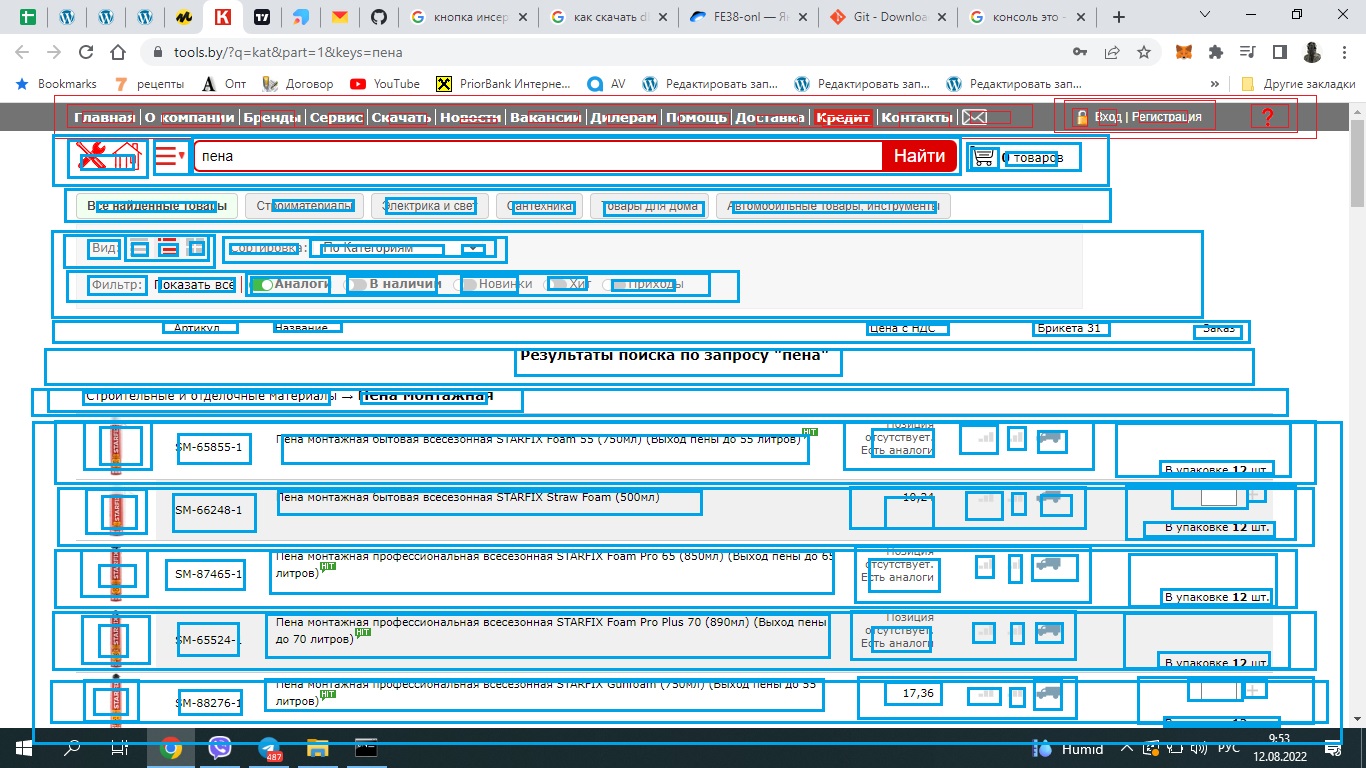 кнопка инсер
как скачать d
FE38-onl — Ян
Git - Downloa
консоль это -
tools.by/?q=kat&part=1&keys=пена
Bookmarks рецепты Опт Договор YouTube PriorBank Интерне... AV Редактировать зап... Редактировать зап... Редактировать зап... » Другие закладки
Главная | О компании | Бренды | Сервис | Скачать | Новости | Вакансии | Дилерам | Помощь | Доставка | Кредит | Контакты | Вход | Регистрация ?
пена Найти 0 товаров
Все найденные товары Стройматериалы Электрика и свет Сантехника Товары для дома Автомобильные товары, инструменты
Вид: Сортировка: По Категориям
Фильтр: Показать все | Аналоги В наличии Новинки Хит Приходы
Артикул Название Цена с НДС Брикета 31 Заказ
Результаты поиска по запросу "пена"
Строительные и отделочные материалы → Пена монтажная
SM-65855-1 Пена монтажная бытовая всесезонная STARFIX Foam 55 (750мл) (Выход пены до 55 литров) HIT
Позиция отсутствует. Есть аналоги
В упаковке 12 шт.
SM-66248-1 Пена монтажная бытовая всесезонная STARFIX Straw Foam (500мл) 10,24
В упаковке 12 шт.
SM-87465-1 Пена монтажная профессиональная всесезонная STARFIX Foam Pro 65 (850мл) (Выход пены до 65
литров) HIT
Позиция отсутствует. Есть аналоги
В упаковке 12 шт.
SM-65524-1 Пена монтажная профессиональная всесезонная STARFIX Foam Pro Plus 70 (890мл) (Выход пены
до 70 литров) HIT
Позиция отсутствует. Есть аналоги
В упаковке 12 шт.
SM-88276-1 Пена монтажная профессиональная всесезонная STARFIX Gunfoam (750мл) (Выход пены до 55
литров) HIT
17,36
487 Humid РУС 9:53
12.08.2022